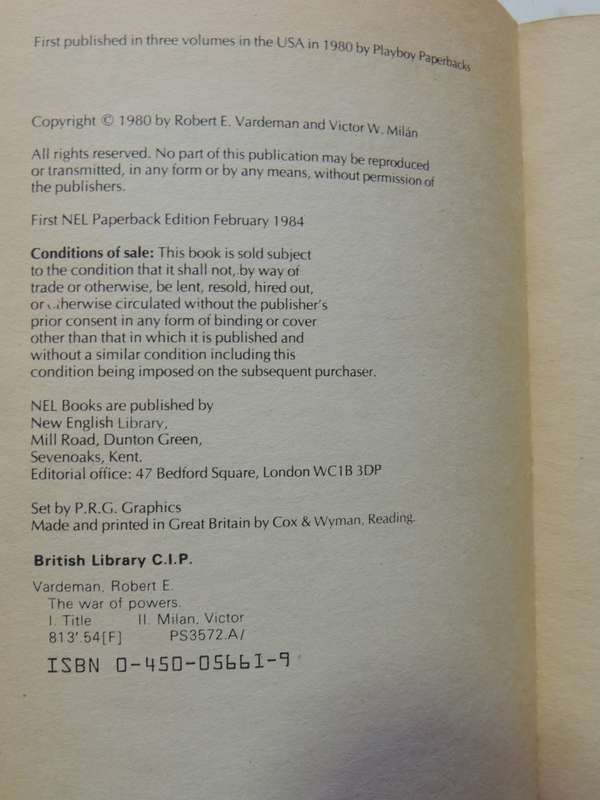 First published in three volumes in the USA in 1980 by Playboy Paperbacks
Copyright © 1980 by Robert E. Vardeman and Victor W. Milán
All rights reserved. No part of this publication may be reproduced
or transmitted, in any form or by any means, without permission of
the publishers.
First NEL Paperback Edition February 1984
Conditions of sale: This book is sold subject
to the condition that it shall not, by way of
trade or otherwise, be lent, resold, hired out,
or otherwise circulated without the publisher's
prior consent in any form of binding or cover
other than that in which it is published and
without a similar condition including this
condition being imposed on the subsequent purchaser.
NEL Books are published by
New English Library,
Mill Road, Dunton Green,
Sevenoaks, Kent.
Editorial office: 47 Bedford Square, London WC1B 3DP
Set by P.R.G. Graphics
Made and printed in Great Britain by Cox & Wyman, Reading.
British Library C.I.P.
Vardeman, Robert E.
The war of powers.
I. Title II. Milan, Victor
813'.54[F] PS3572.A/
ISBN 0-450-05661-9